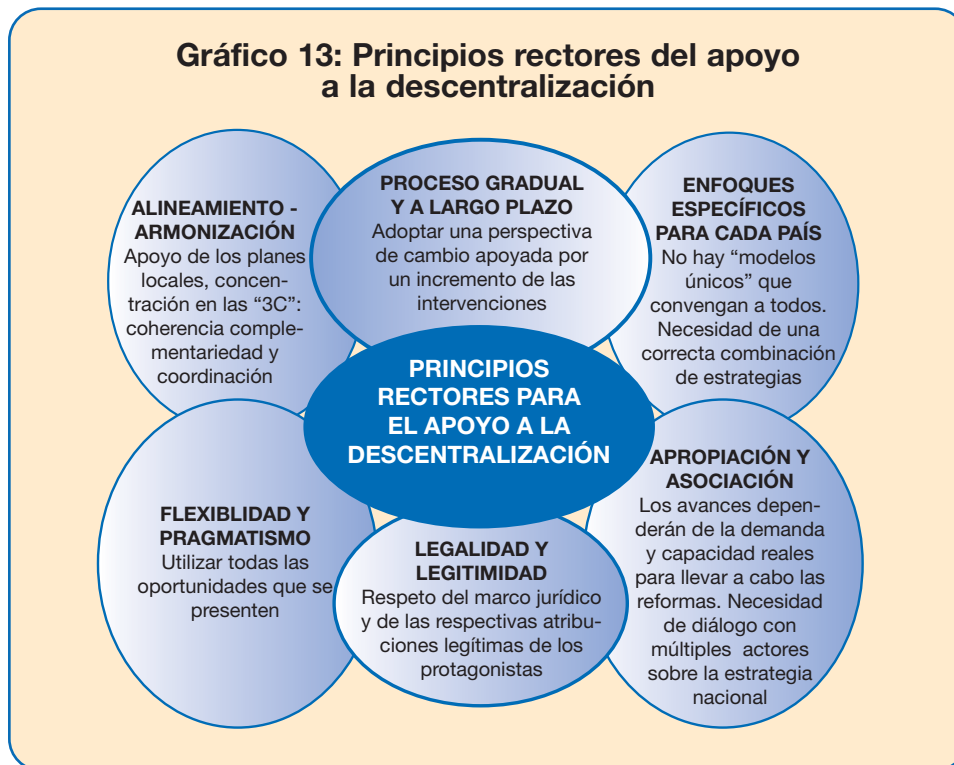 Gráfico 13: Principios rectores del apoyo
a la descentralización
ALINEAMIENTO -
ARMONIZACIÓN
Apoyo de los planes
locales, concen-
tración en las “3C”:
coherencia comple-
mentariedad y
coordinación
PROCESO GRADUAL
Y A LARGO PLAZO
Adoptar una perspectiva
de cambio apoyada por
un incremento de las
intervenciones
ENFOQUES
ESPECÍFICOS
PARA CADA PAÍS
No hay “modelos
únicos” que
convengan a todos.
Necesidad de una
correcta combinación
de estrategias
PRINCIPIOS
RECTORES PARA
EL APOYO A LA
DESCENTRALIZACIÓN
FLEXIBLIDAD Y
PRAGMATISMO
Utilizar todas las
oportunidades que se
presenten
LEGALIDAD Y
LEGITIMIDAD
Respeto del marco jurídico
y de las respectivas atribu-
ciones legítimas de los
protagonistas
APROPIACIÓN Y
ASOCIACIÓN
Los avances depen-
derán de la demanda
y capacidad reales
para llevar a cabo las
reformas. Necesidad
de diálogo con
múltiples actores
sobre la estrategia
nacional